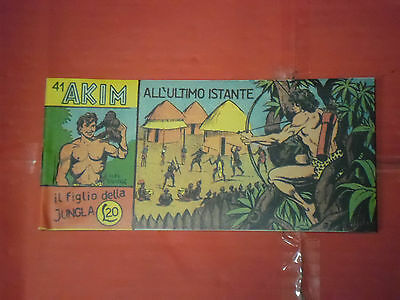 41 AKIM
ALL'ULTIMO ISTANTE
il figlio della
JUNGLA
L.20